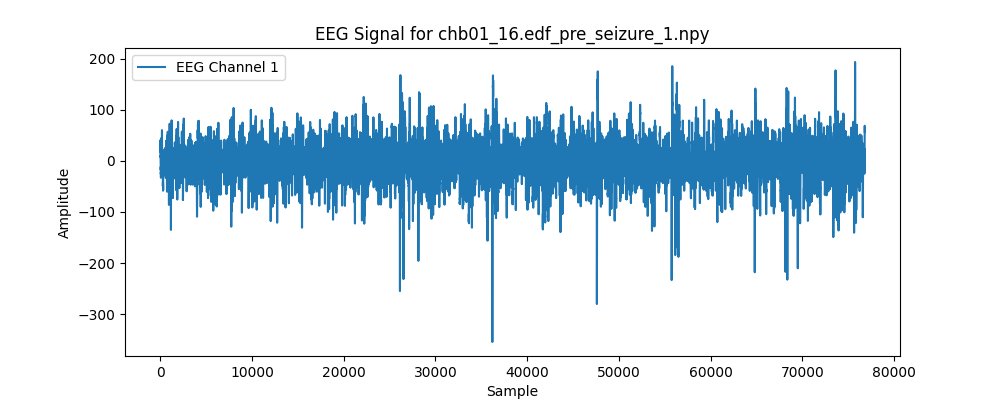 EEG Signal for chb01_16.edf_pre_seizure_1.npy
EEG Channel 1
200
100
0
−100
−200
−300
Amplitude
0 10000 20000 30000 40000 50000 60000 70000 80000
Sample